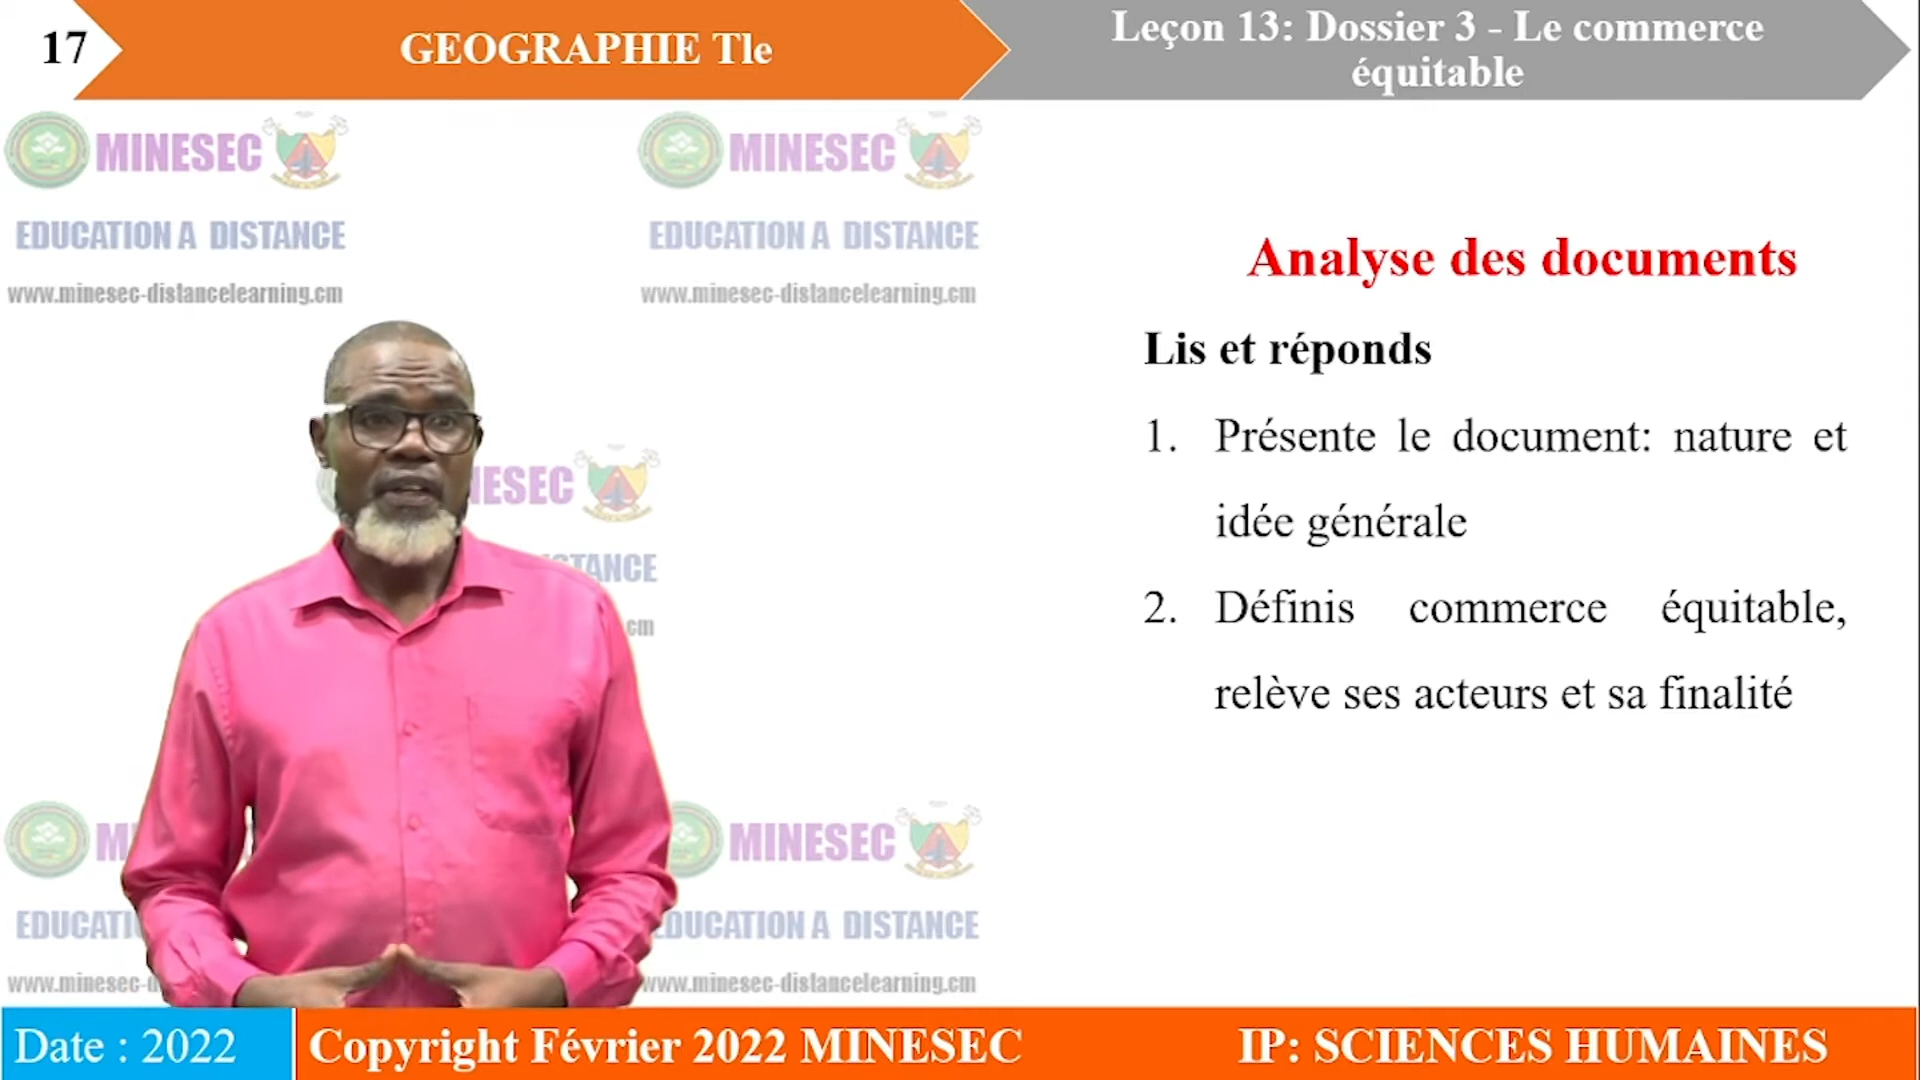 17
GEOGRAPHIE Tle
Leçon 13: Dossier 3 - Le commerce
équitable
MINESEC
EDUCATION A DISTANCE
www.minesec-distancelearning.cm
MINESEC
EDUCATION A DISTANCE
www.minesec-distancelearning.cm
Analyse des documents
Lis et réponds
1. Présente le document: nature et
idée générale
2. Définis commerce équitable,
relève ses acteurs et sa finalité
MINESEC
EDUCATION A DISTANCE
www.minesec-distancelearning.cm
Date : 2022
Copyright Février 2022 MINESEC
IP: SCIENCES HUMAINES